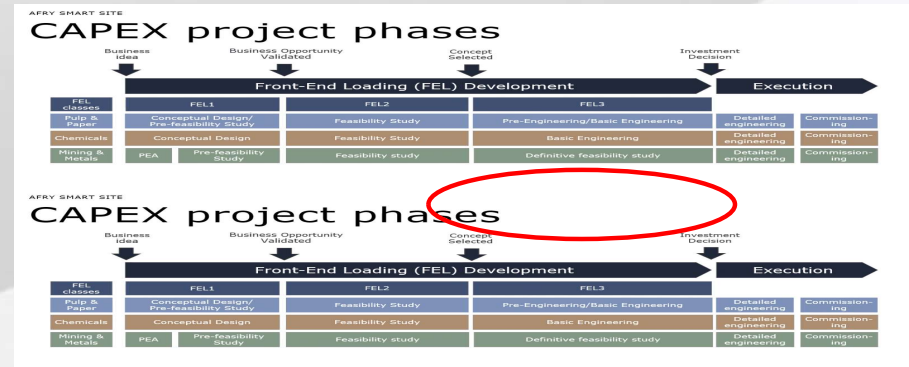 AFRY SMART SITE
CAPEX project phases
Business idea
Business Opportunity Validated
Concept Selected
Investment Decision
Front-End Loading (FEL) Development
Execution
FEL classes
FEL1
FEL2
FEL3
Pulp & Paper
Conceptual Design/ Pre-feasibility Study
Feasibility Study
Pre-Engineering/Basic Engineering
Detailed engineering
Commission-ing
Chemicals
Conceptual Design
Feasibility Study
Basic Engineering
Detailed engineering
Commission-ing
Mining & Metals
PEA
Pre-feasibility Study
Feasibility study
Definitive feasibility study
Detailed engineering
Commission-ing
AFRY SMART SITE
CAPEX project phases
Business idea
Business Opportunity Validated
Concept Selected
Investment Decision
Front-End Loading (FEL) Development
Execution
FEL classes
FEL1
FEL2
FEL3
Pulp & Paper
Conceptual Design/ Pre-feasibility Study
Feasibility Study
Pre-Engineering/Basic Engineering
Detailed engineering
Commission-ing
Chemicals
Conceptual Design
Feasibility Study
Basic Engineering
Detailed engineering
Commission-ing
Mining & Metals
PEA
Pre-feasibility Study
Feasibility study
Definitive feasibility study
Detailed engineering
Commission-ing